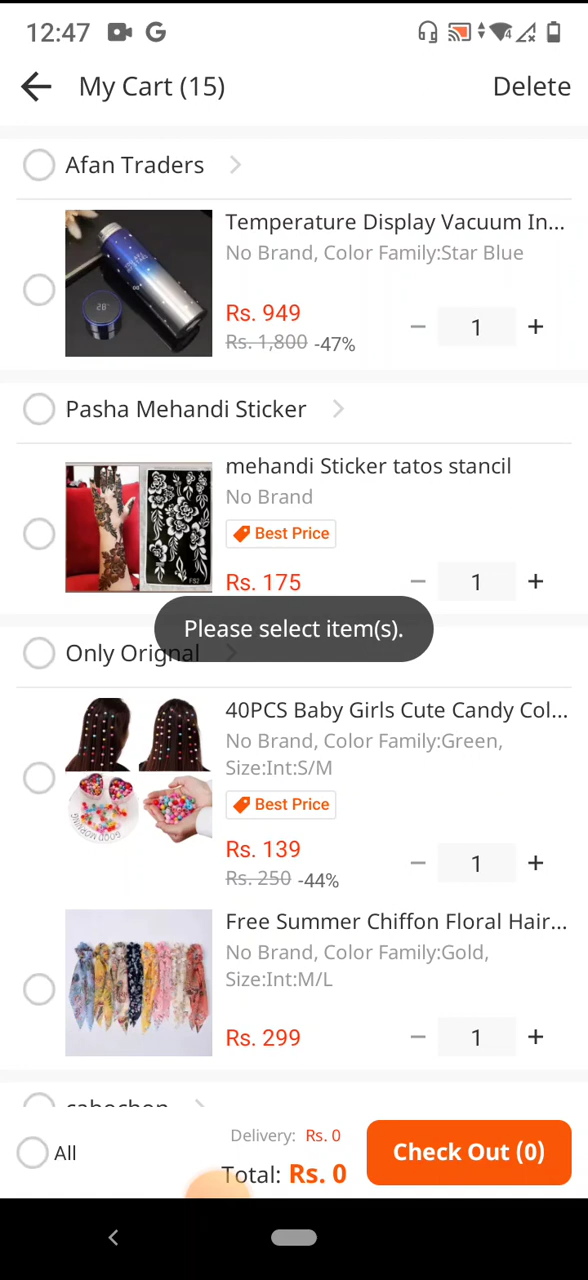 12:47
My Cart (15)
Delete
Afan Traders
Temperature Display Vacuum In...
No Brand, Color Family:Star Blue
Rs. 949
Rs. 1,800 -47%
1
Pasha Mehandi Sticker
mehandi Sticker tatos stancil
No Brand
Best Price
Rs. 175
1
Please select item(s).
Only Orignal
40PCS Baby Girls Cute Candy Col...
No Brand, Color Family:Green,
Size:Int:S/M
Best Price
Rs. 139
Rs. 250 -44%
1
GOOD MORNING
Free Summer Chiffon Floral Hair...
No Brand, Color Family:Gold,
Size:Int:M/L
Rs. 299
1
All
Delivery: Rs. 0
Total: Rs. 0
Check Out (0)